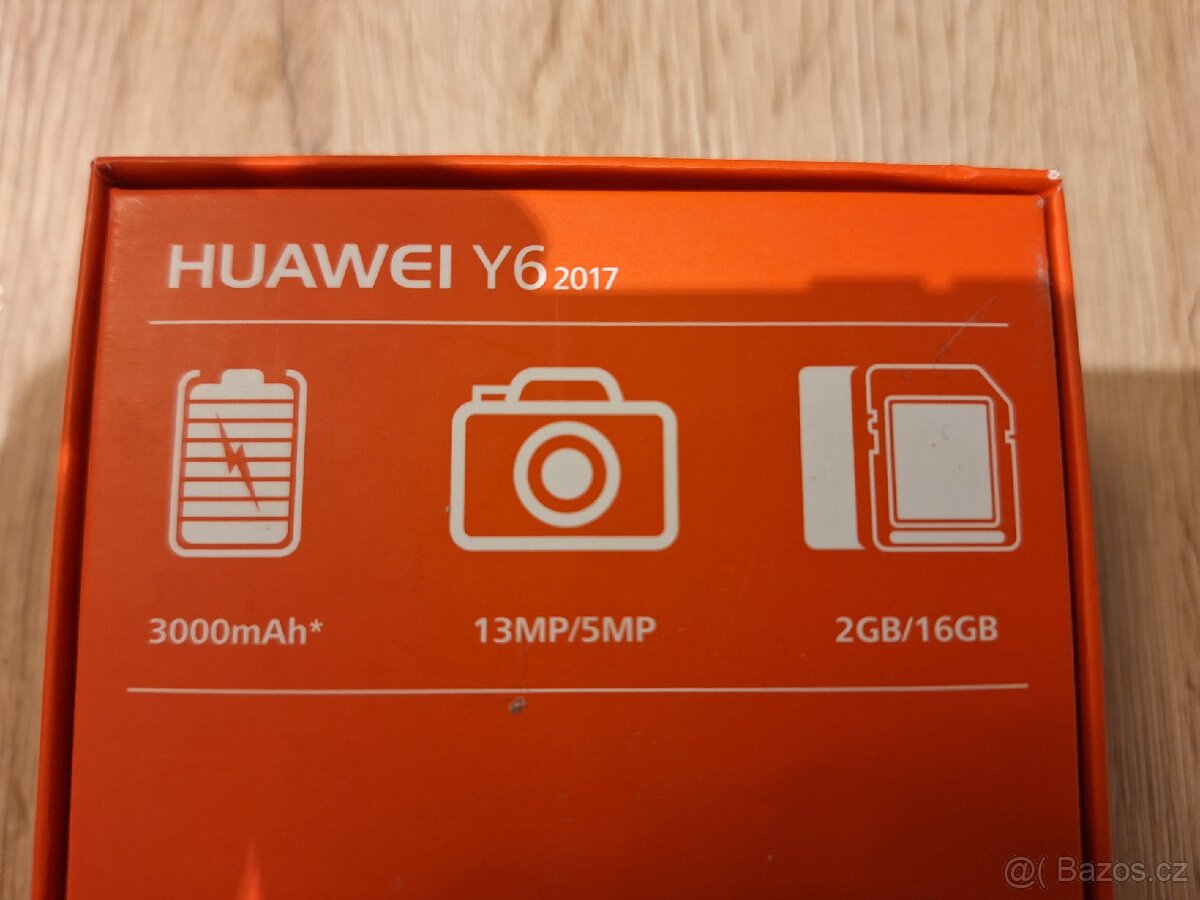 HUAWEI Y6 2017
3000mAh* 13MP/5MP 2GB/16GB
@( Bazos.cz